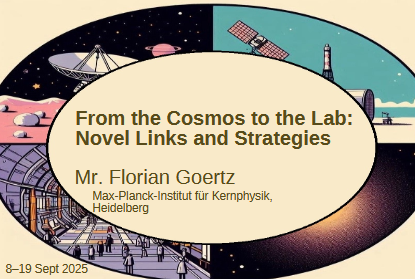 From the Cosmos to the Lab:
Novel Links and Strategies
Mr. Florian Goertz
Max-Planck-Institut für Kernphysik,
Heidelberg
8–19 Sept 2025